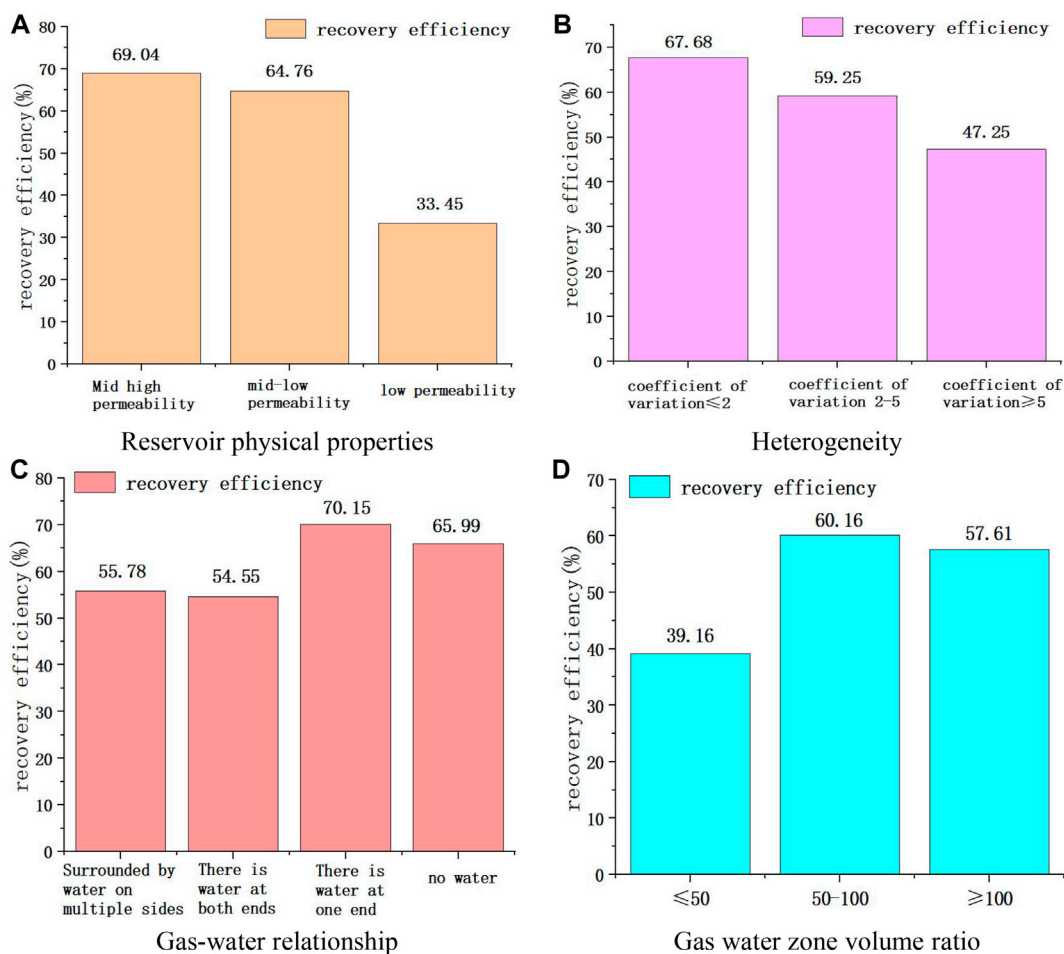 A
recovery efficiency
recovery efficiency(%)
80
70
60
50
40
30
20
10
0
69.04
64.76
33.45
Mid high
permeability
mid-low
permeability
low permeability
Reservoir physical properties
B
recovery efficiency
recovery efficiency(%)
70
60
50
40
30
20
10
0
67.68
59.25
47.25
coefficient of
variation≤2
coefficient of
variation 2-5
coefficient of
variation≥5
Heterogeneity
C
recovery efficiency
recovery efficiency(%)
80
70
60
50
40
30
20
10
0
55.78
54.55
70.15
65.99
Surrounded by
water on
multiple sides
There is
water at
both ends
There is
water at
one end
no water
Gas-water relationship
D
recovery efficiency
recovery efficiency(%)
70
60
50
40
30
20
10
0
39.16
60.16
57.61
≤50
50-100
≥100
Gas water zone volume ratio